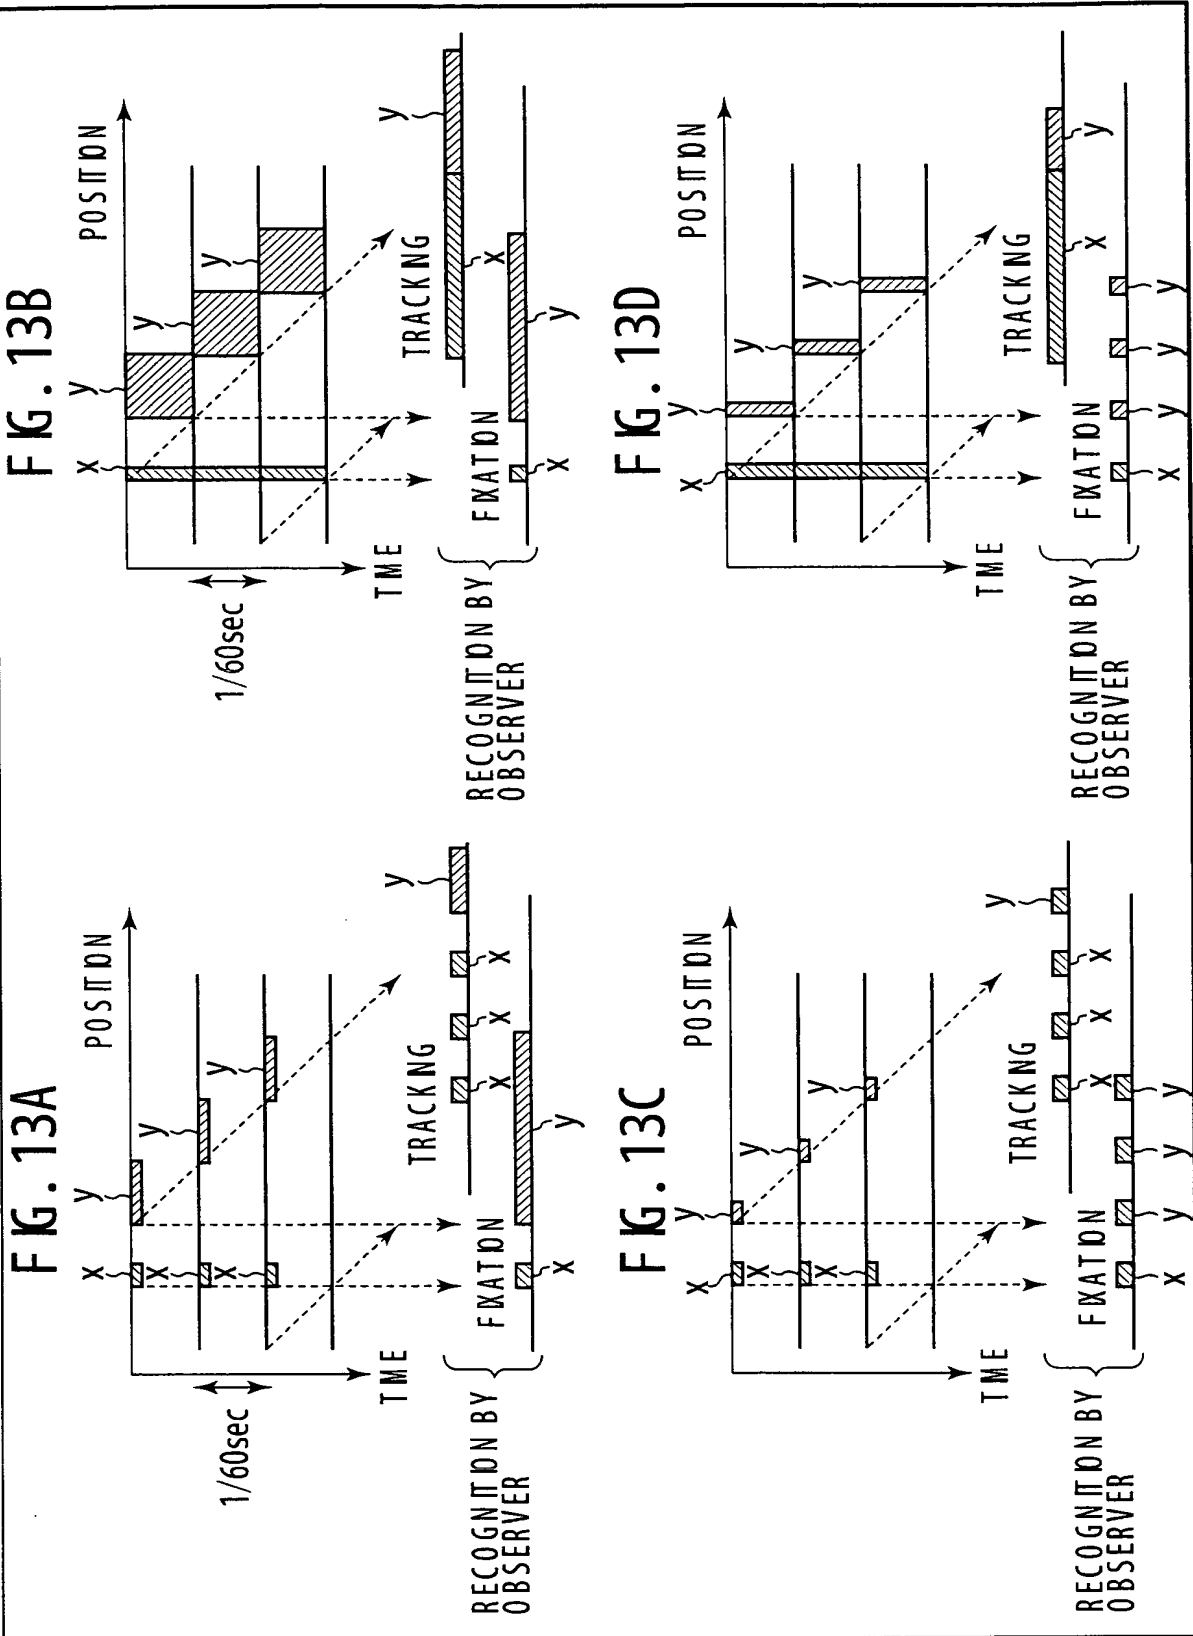 FIG. 13A
POSITION
y
y
y
x
x
x
1/60sec
TIME
TRACKING
y
x
x
x
FIXATION
y
x
RECOGNITION BY
OBSERVER
FIG. 13B
POSITION
y
y
y
x
1/60sec
TIME
TRACKING
y
x
FIXATION
y
x
RECOGNITION BY
OBSERVER
FIG. 13C
POSITION
y
y
y
x
x
x
TIME
TRACKING
y
x
x
x
FIXATION
y
y
y
x
RECOGNITION BY
OBSERVER
FIG. 13D
POSITION
y
y
y
x
TIME
TRACKING
y
x
FIXATION
y
y
y
x
RECOGNITION BY
OBSERVER